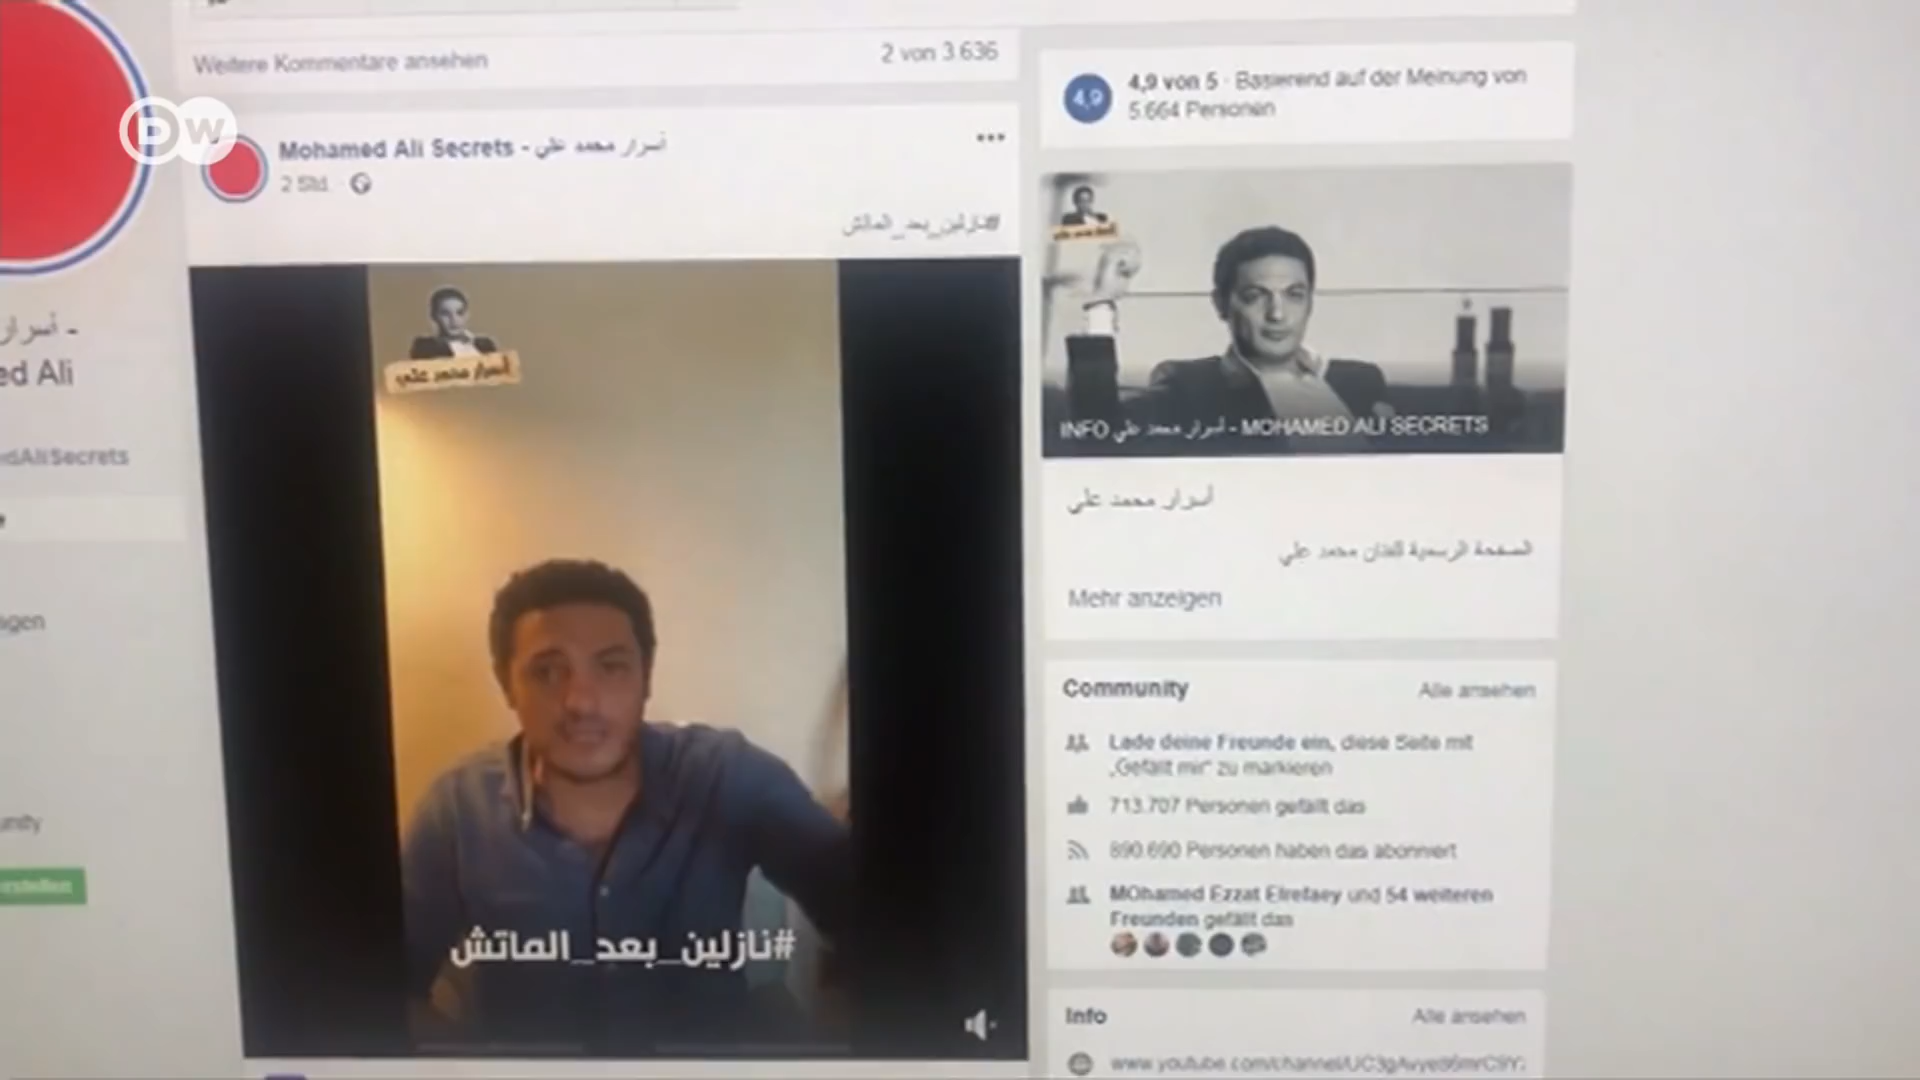 DW
Weitere Kommentare ansehen
2 von 3.636
Mohamed Ali Secrets - أسرار محمد علي
2 Std.
#نازلين_بعد_الماتش
أسرار محمد علي
#نازلين_بعد_الماتش
- أسرار
ed Ali
dAliSecrets
4,9
4,9 von 5 · Basierend auf der Meinung von
5.664 Personen
INFO أسرار محمد علي - MOHAMED ALI SECRETS
أسرار محمد علي
الصفحة الرسمية للفنان محمد علي
Mehr anzeigen
Community
Alle ansehen
Lade deine Freunde ein, diese Seite mit
„Gefällt mir“ zu markieren
713.707 Personen gefällt das
890.690 Personen haben das abonniert
MOhamed Ezzat Elrefaey und 54 weiteren
Freunden gefällt das
Info
Alle ansehen